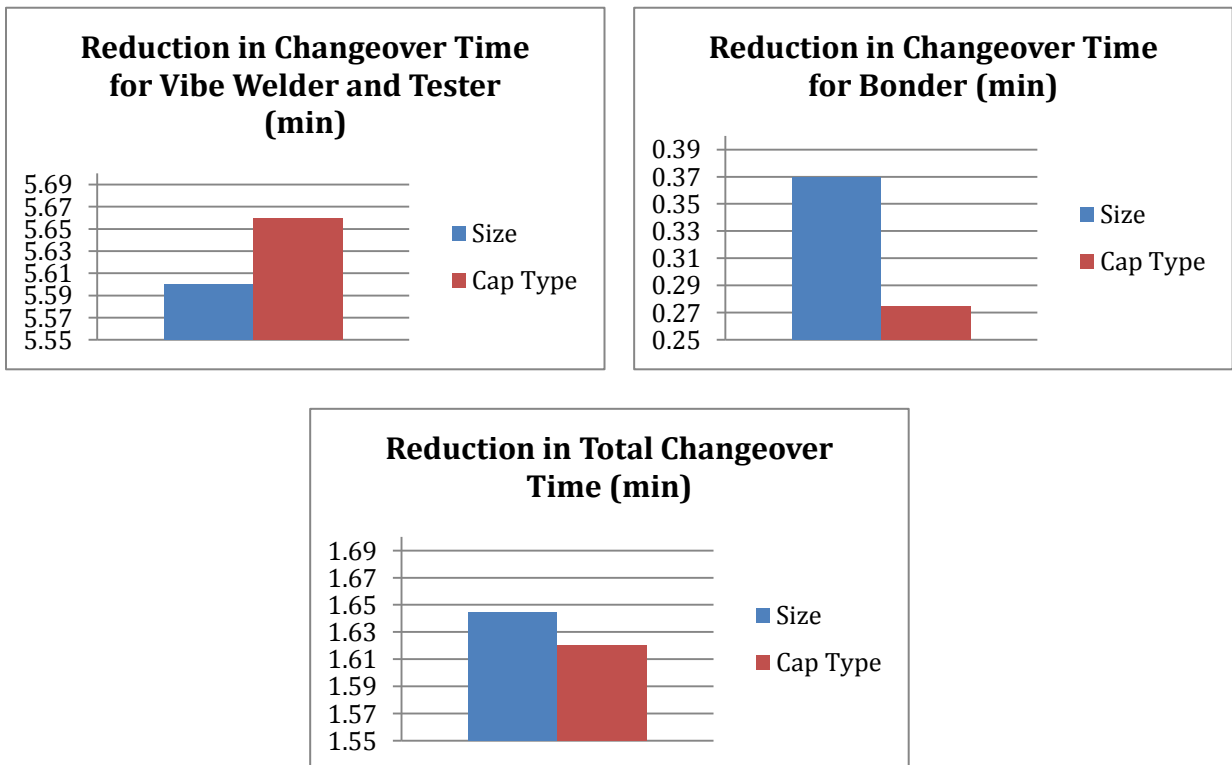 Reduction in Changeover Time
for Vibe Welder and Tester
(min)
5.69
5.67
5.65
5.63
5.61
5.59
5.57
5.55
Size
Cap Type
Reduction in Changeover Time
for Bonder (min)
0.39
0.37
0.35
0.33
0.31
0.29
0.27
0.25
Size
Cap Type
Reduction in Total Changeover
Time (min)
1.69
1.67
1.65
1.63
1.61
1.59
1.57
1.55
Size
Cap Type